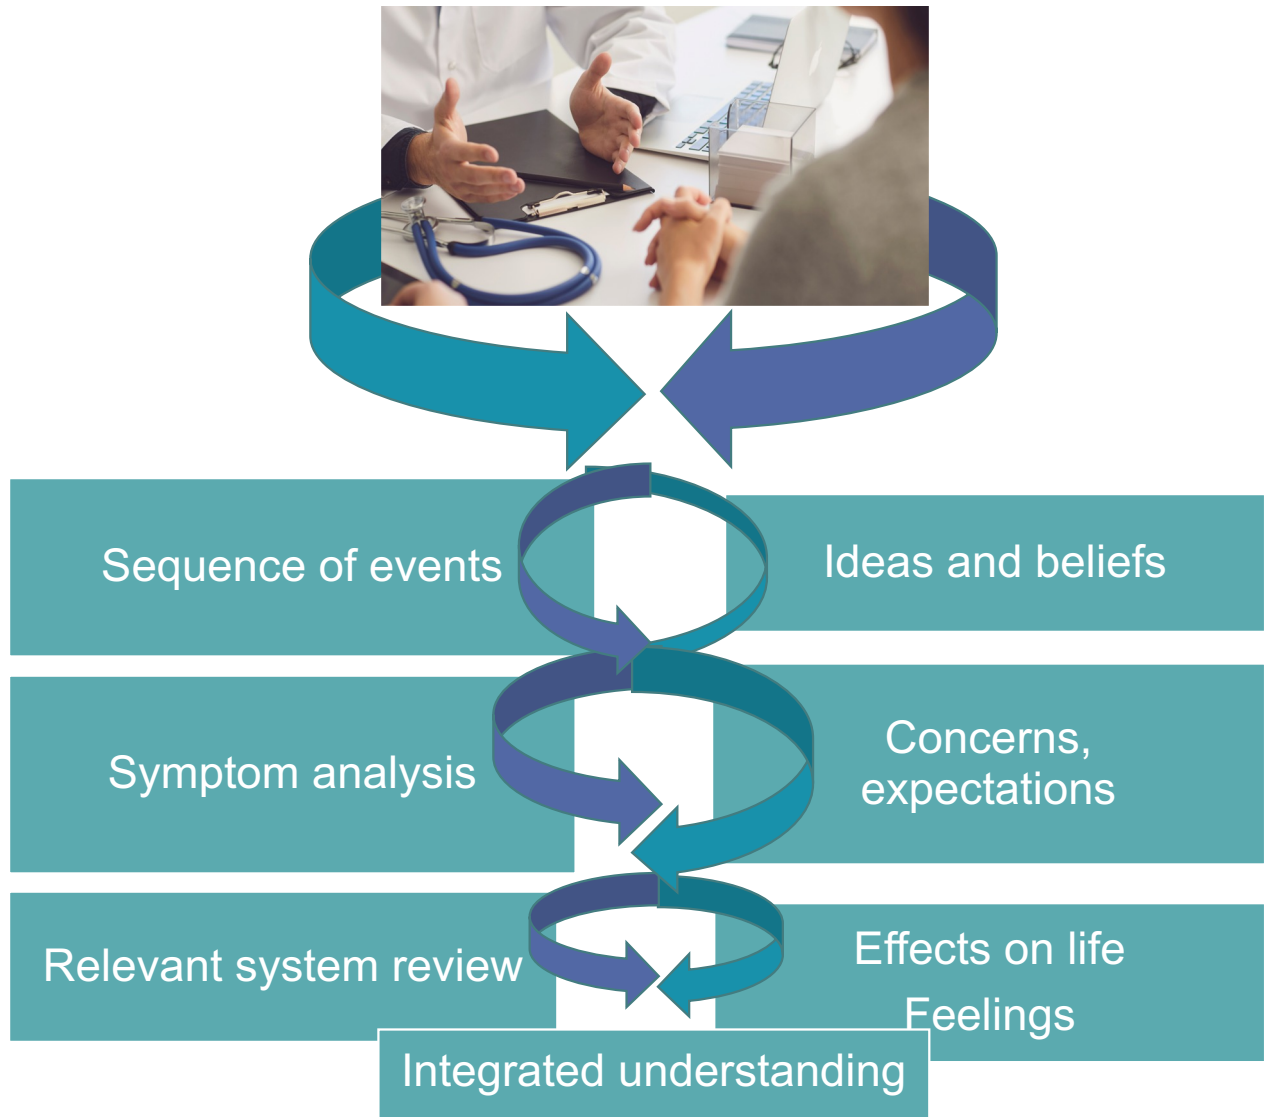 Sequence of events
Ideas and beliefs
Symptom analysis
Concerns,
expectations
Relevant system review
Effects on life
Feelings
Integrated understanding